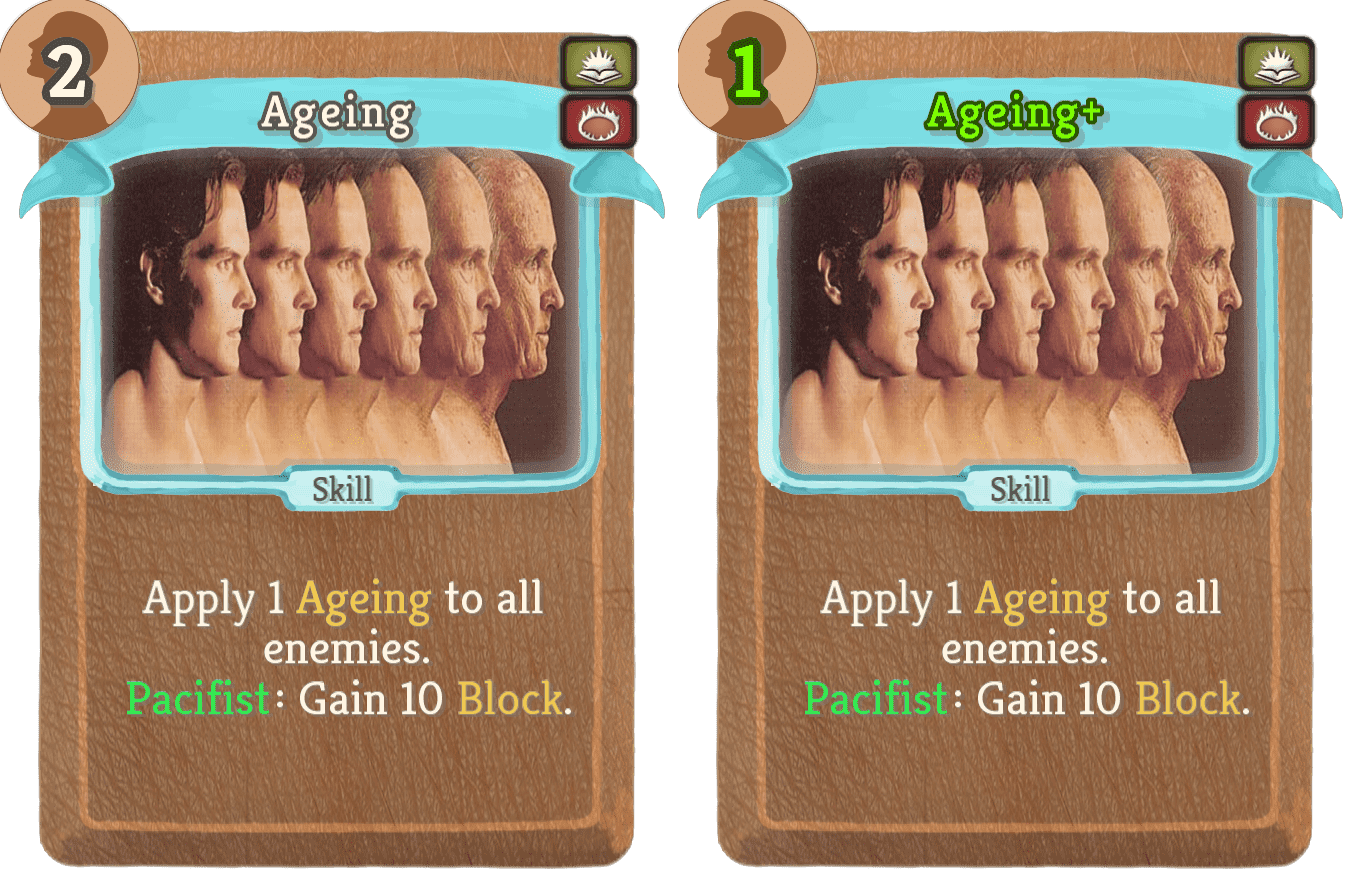 2
Ageing
Skill
Apply 1 Ageing to all
enemies.
Pacifist: Gain 10 Block.
1
Ageing+
Skill
Apply 1 Ageing to all
enemies.
Pacifist: Gain 10 Block.